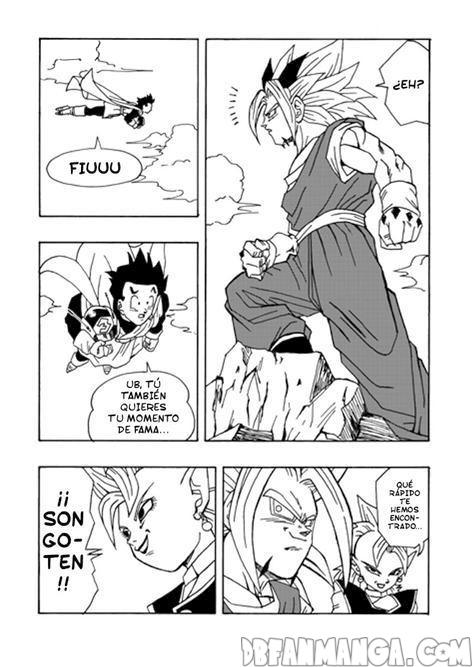 ¿EH?
FIUUU
UB, TÚ
TAMBIÉN
QUIERES
TU MOMENTO
DE FAMA...
QUÉ
RÁPIDO
TE
HEMOS
ENCON-
TRADO...
¡¡
SON
GO-
TEN
!!
DBFANMANGA.COM